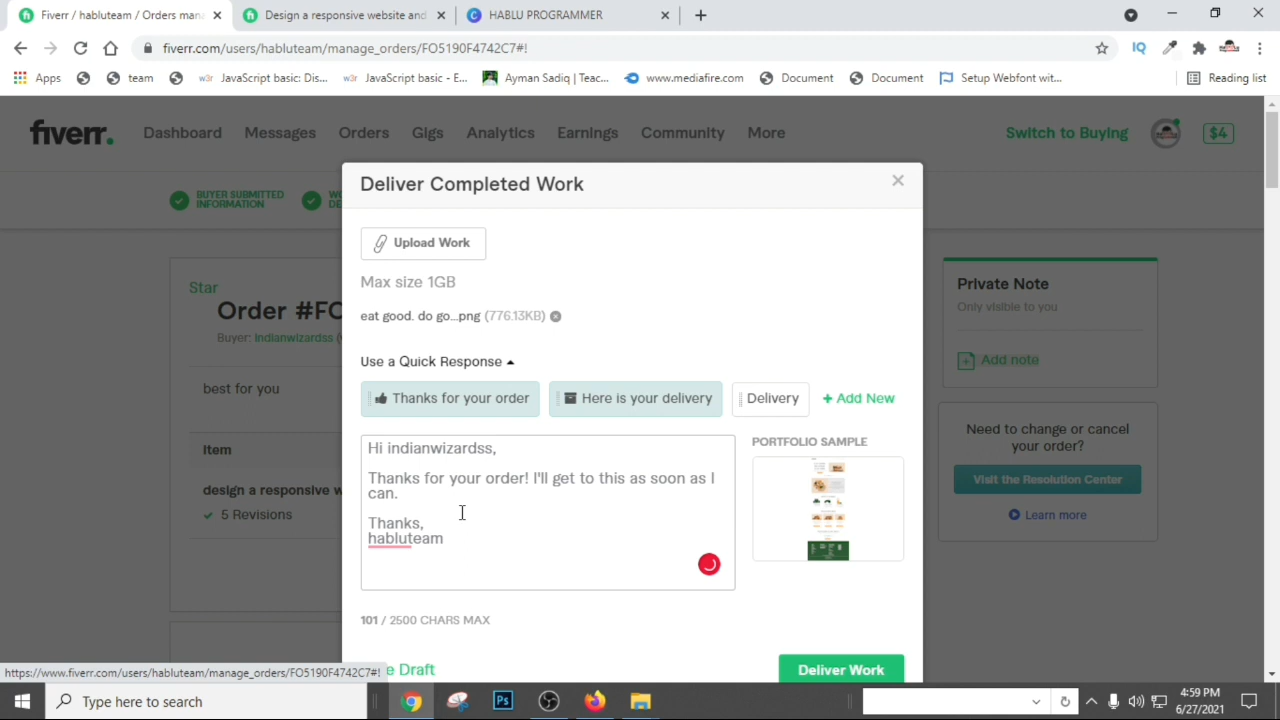 Fiverr / habluteam / Orders man
Design a responsive website and
HABLU PROGRAMMER
fiverr.com/users/habluteam/manage_orders/FO5190F4742C7#!
IQ
Apps
team
w3r JavaScript basic: Dis...
w3r JavaScript basic - E...
Ayman Sadiq | Teac...
www.mediafire.com
Document
Document
Setup Webfont wit...
Reading list
fiverr.
Dashboard
Messages
Orders
Gigs
Analytics
Earnings
Community
More
Switch to Buying
$4
BUYER SUBMITTED
INFORMATION
Deliver Completed Work
Upload Work
Max size 1GB
eat good. do go...png (776.13KB)
Use a Quick Response
Thanks for your order
Here is your delivery
Delivery
+ Add New
Hi indianwizardss,
Thanks for your order! I'll get to this as soon as I
can.
Thanks,
habluteam
PORTFOLIO SAMPLE
101 / 2500 CHARS MAX
e Draft
Deliver Work
Star
Order #FO
Buyer: indianwizardss (
best for you
Item
design a responsive w
5 Revisions
Private Note
Only visible to you
Add note
Need to change or cancel
your order?
Visit the Resolution Center
Learn more
https://www.fiverr.com/users/habluteam/manage_orders/FO5190F4742C7#!
Type here to search
Ps
4:59 PM
6/27/2021